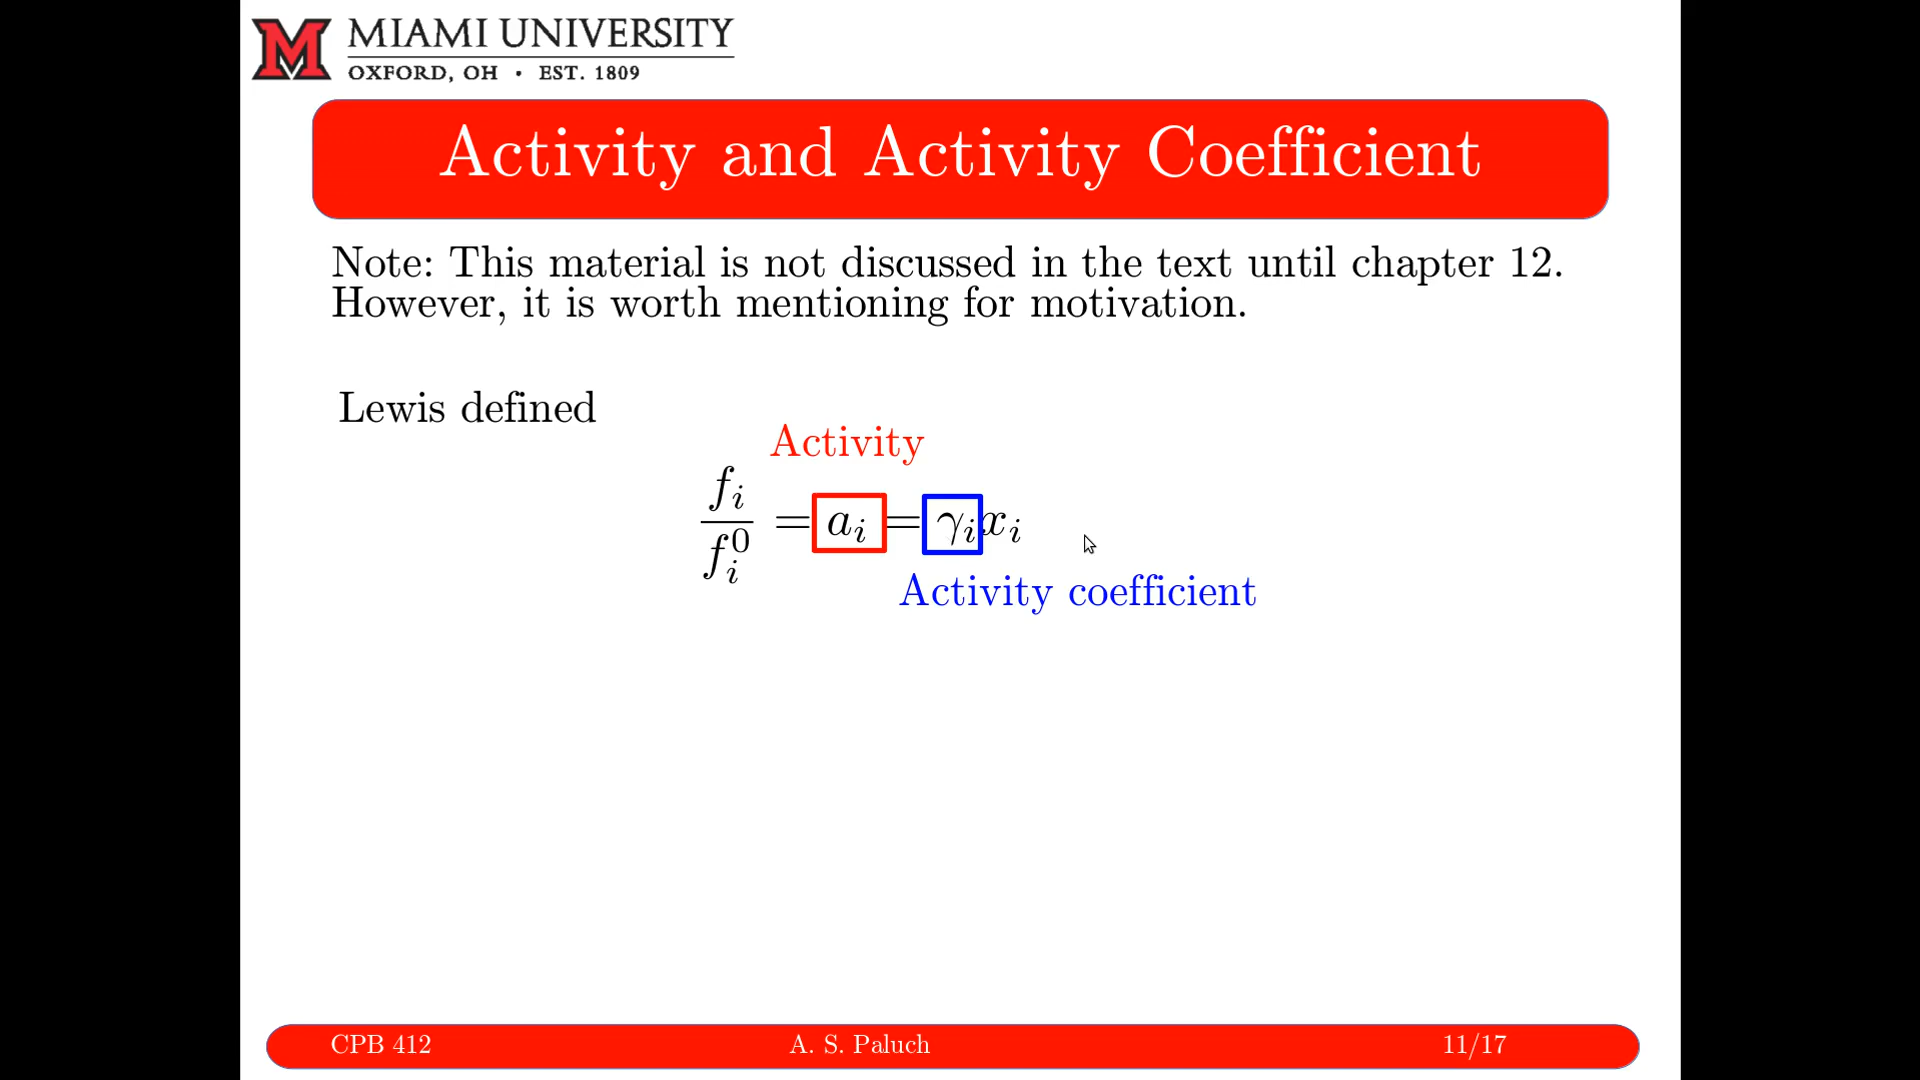 MIAMI UNIVERSITY
OXFORD, OH • EST. 1809
Activity and Activity Coefficient
Note: This material is not discussed in the text until chapter 12.
However, it is worth mentioning for motivation.
Lewis defined
Activity
f_i / f_i^0 = a_i = γ_i x_i
Activity coefficient
CPB 412 A. S. Paluch 11/17